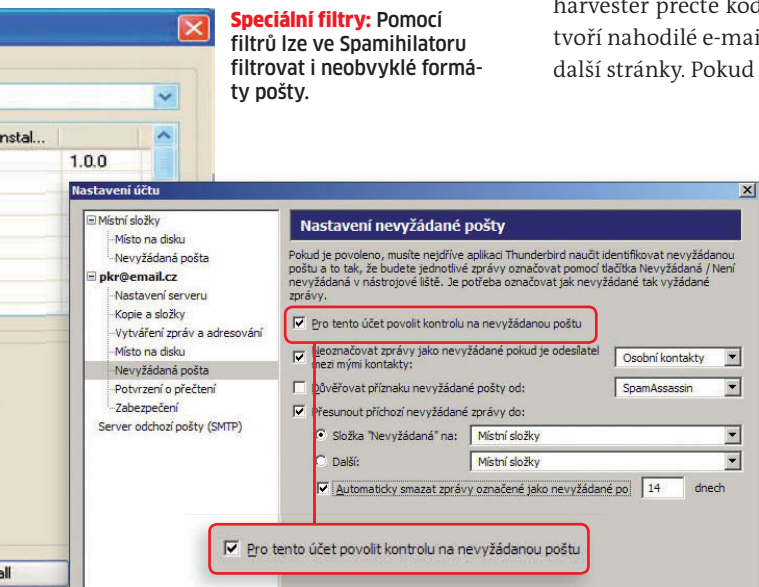 Speciální filtry: Pomocí
filtrů lze ve Spamihilatoru
filtrovat i neobvyklé formá-
ty pošty.
harvester přečte kód
tvoří nahodilé e-mai
další stránky. Pokud
nstal...
1.0.0
Nastavení účtu
Místní složky
Místo na disku
Nevyžádaná pošta
pkr@email.cz
Nastavení serveru
Kopie a složky
Vytváření zpráv a adresování
Místo na disku
Nevyžádaná pošta
Potvrzení o přečtení
Zabezpečení
Server odchozí pošty (SMTP)
Nastavení nevyžádané pošty
Pokud je povoleno, musíte nejdříve aplikaci Thunderbird naučit identifikovat nevyžádanou
poštu a to tak, že budete jednotlivé zprávy označovat pomocí tlačítka Nevyžádaná / Není
nevyžádaná v nástrojové liště. Je potřeba označovat jak nevyžádané tak vyžádané
zprávy.
Pro tento účet povolit kontrolu na nevyžádanou poštu
Neoznačovat zprávy jako nevyžádané pokud je odesílatel
mezi mými kontakty:
Osobní kontakty
Důvěřovat příznaku nevyžádané pošty od:
SpamAssassin
Přesunout příchozí nevyžádané zprávy do:
Složka "Nevyžádaná" na:
Místní složky
Další:
Místní složky
Automaticky smazat zprávy označené jako nevyžádané po
14
dnech
Pro tento účet povolit kontrolu na nevyžádanou poštu
all